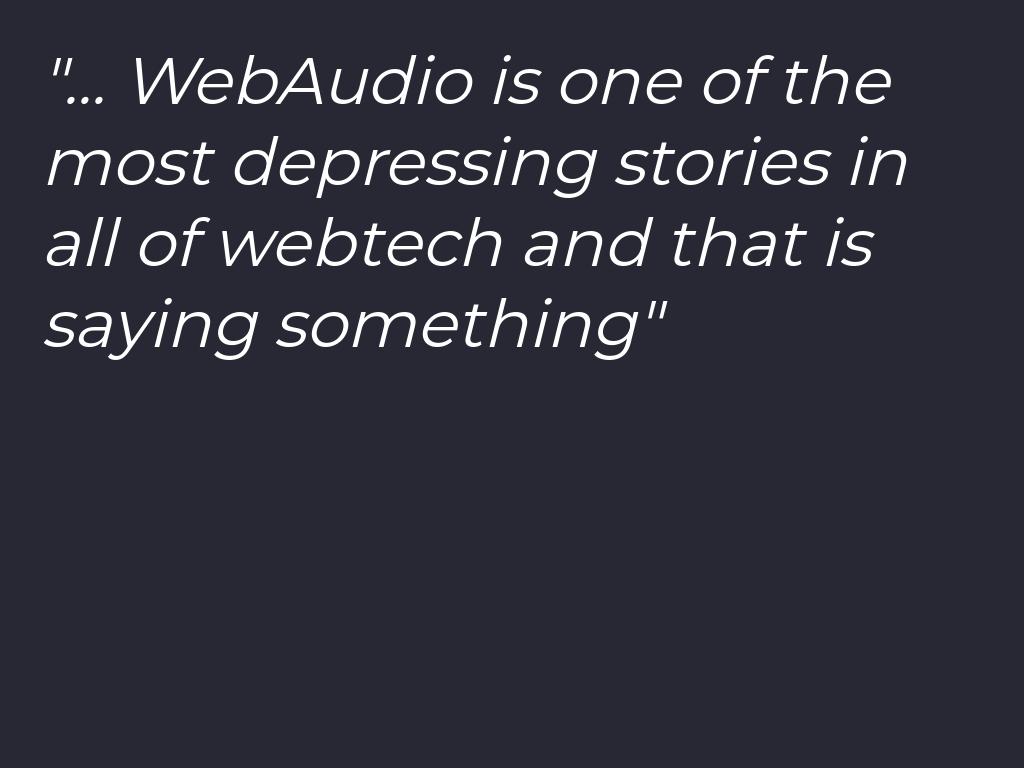 "... WebAudio is one of the
most depressing stories in
all of webtech and that is
saying something"